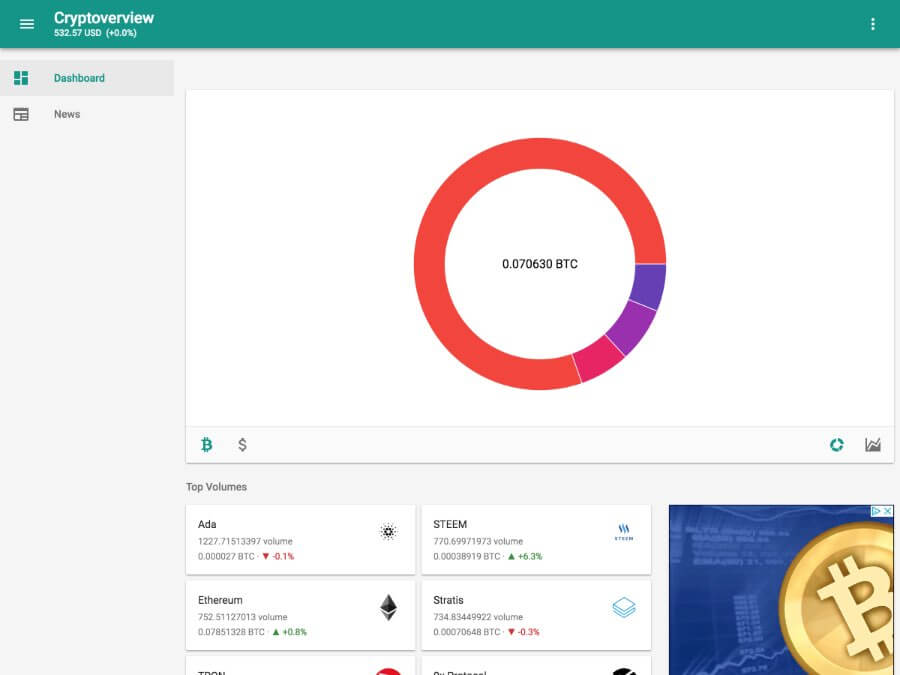 Cryptoverview
532.57 USD (+0.0%)
Dashboard
News
0.070630 BTC
$
Top Volumes
Ada
1227.71513397 volume
0.000027 BTC · ▼ -0.1%
STEEM
770.69971973 volume
0.00038919 BTC · ▲ +6.3%
STEEM
Ethereum
752.51127013 volume
0.07851328 BTC · ▲ +0.8%
Stratis
734.83449922 volume
0.00070648 BTC · ▼ -0.3%
TRON
0x Protocol